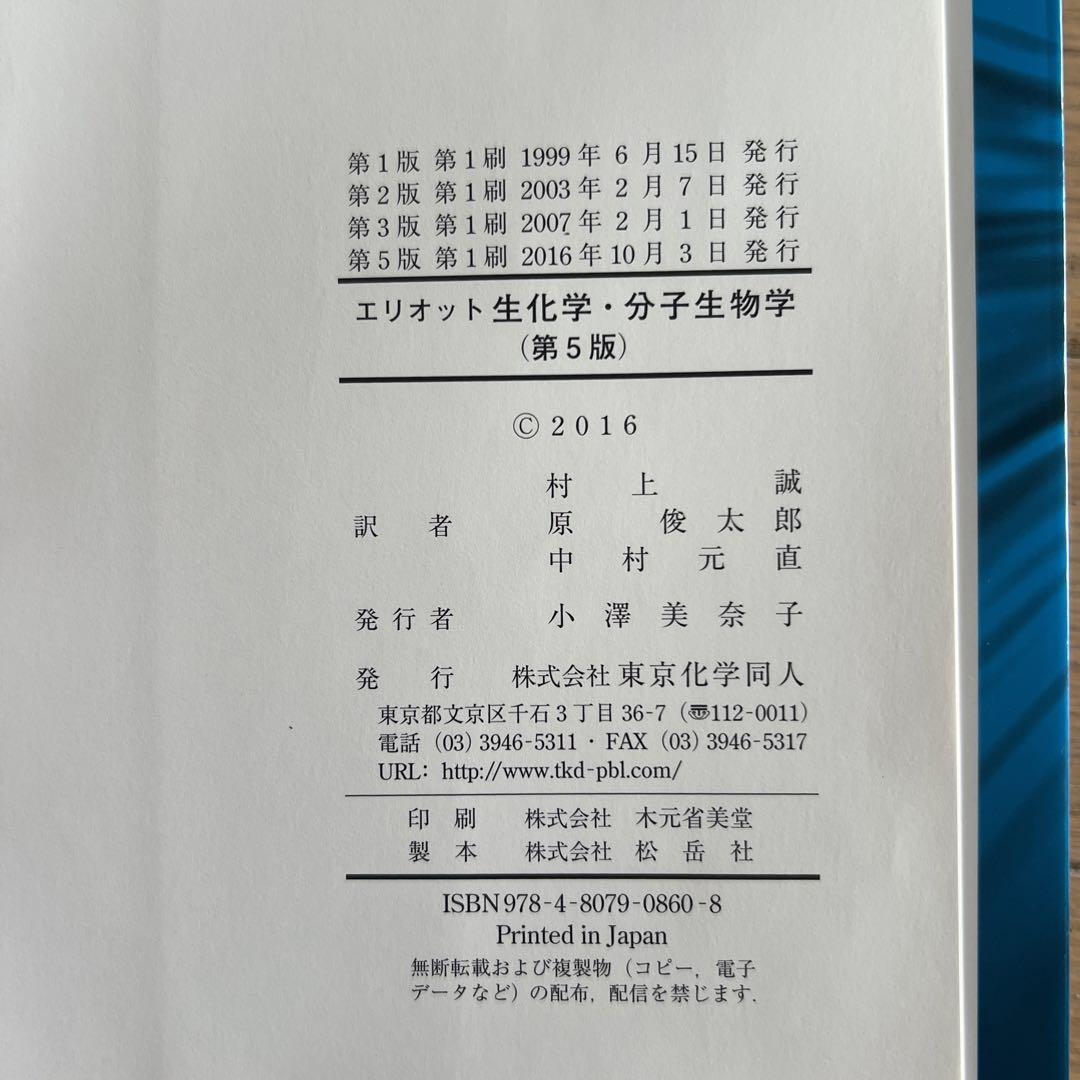 第1版 第1刷 1999年 6 月 15 日 発行
第2版 第1刷 2003年 2 月 7 日 発行
第3版 第1刷 2007年 2 月 1 日 発行
第5版 第1刷 2016年 10 月 3 日 発行
エリオット 生化学・分子生物学
(第5版)
© 2016
村上 誠
訳者 原 俊太郎
中村元直
発行者 小澤美奈子
発行 株式会社 東京化学同人
東京都文京区千石3丁目36-7 (〠112-0011)
電話 (03) 3946-5311・FAX (03) 3946-5317
URL: http://www.tkd-pbl.com/
印刷 株式会社 木元省美堂
製本 株式会社 松岳社
ISBN 978-4-8079-0860-8
Printed in Japan
無断転載および複製物 (コピー, 電子
データなど) の配布, 配信を禁じます.